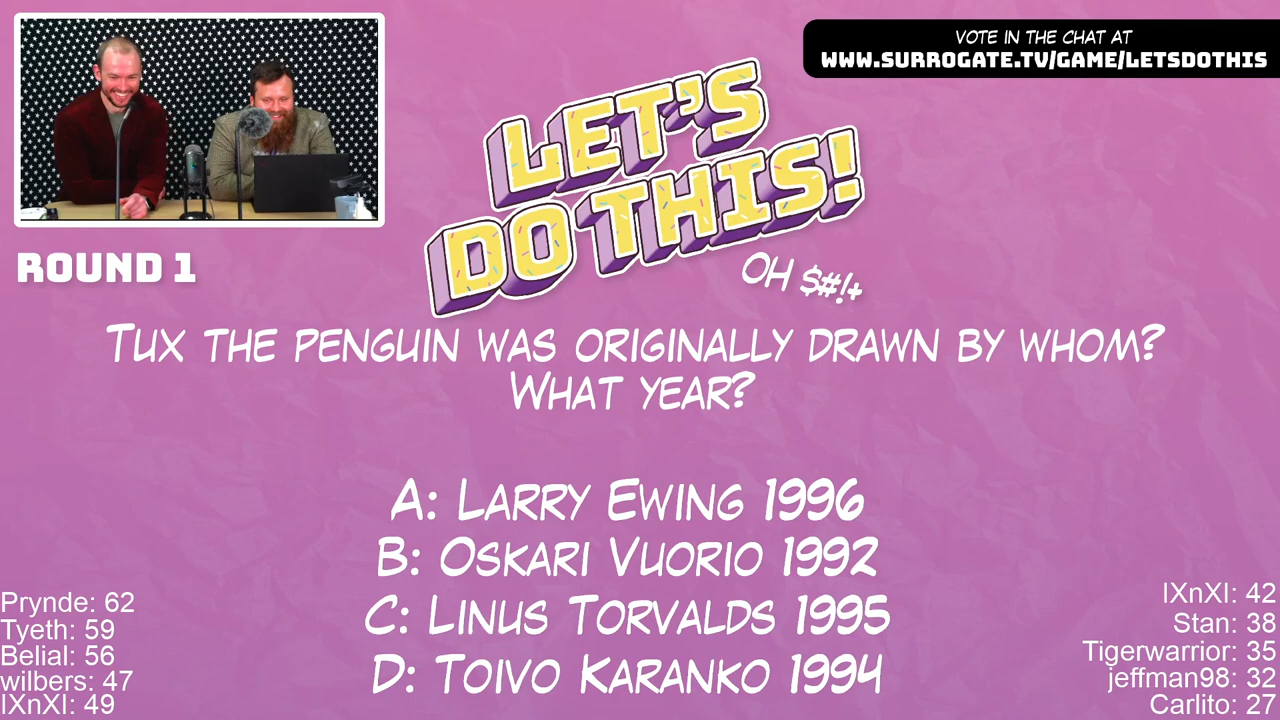 VOTE IN THE CHAT AT
WWW.SURROGATE.TV/GAME/LETSDOTHIS
LET'S
DO THIS!
OH $#!+
ROUND 1
TUX THE PENGUIN WAS ORIGINALLY DRAWN BY WHOM?
WHAT YEAR?
A: LARRY EWING 1996
B: OSKARI VUORIO 1992
C: LINUS TORVALDS 1995
D: TOIVO KARANKO 1994
Prynde: 62
Tyeth: 59
Belial: 56
wilbers: 47
IXnXI: 49
IXnXI: 42
Stan: 38
Tigerwarrior: 35
jeffman98: 32
Carlito: 27